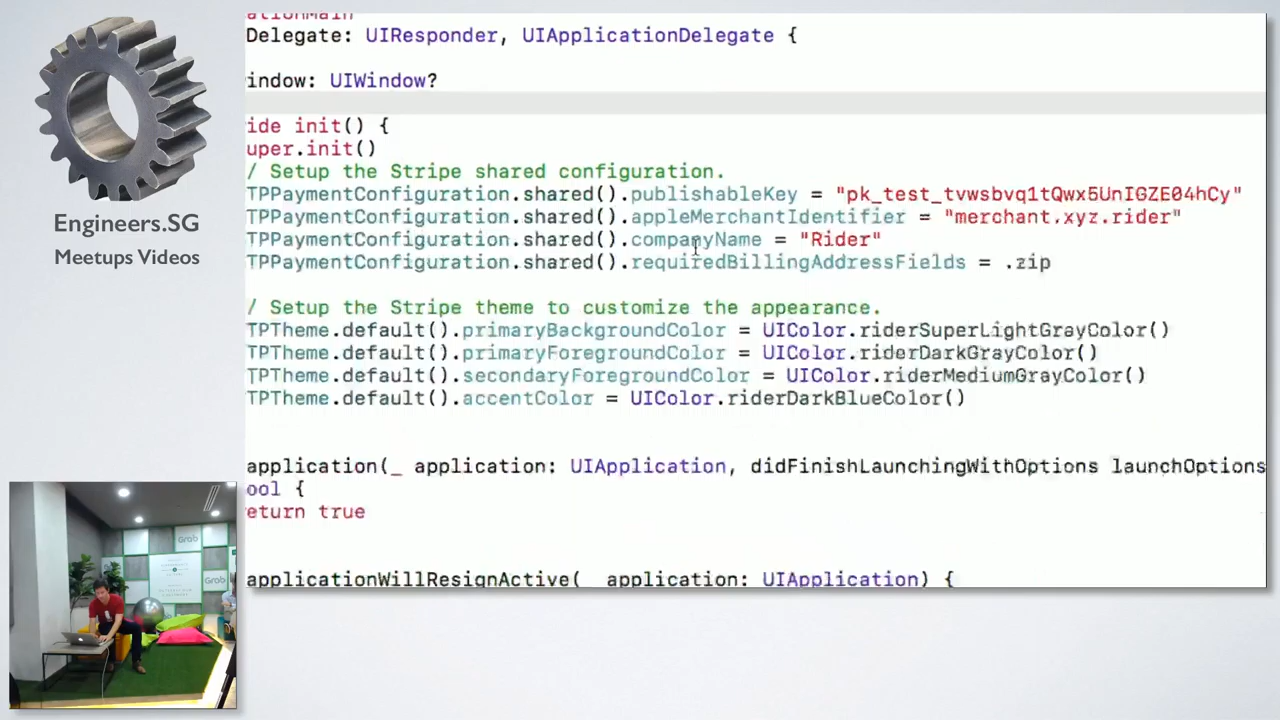 Engineers.SG
Meetups Videos
ationMain
Delegate: UIResponder, UIApplicationDelegate {
indow: UIWindow?
ide init() {
uper.init()
/ Setup the Stripe shared configuration.
TPPaymentConfiguration.shared().publishableKey = "pk_test_tvwsbvq1tQwx5UnIGZE04hCy"
TPPaymentConfiguration.shared().appleMerchantIdentifier = "merchant.xyz.rider"
TPPaymentConfiguration.shared().companyName = "Rider"
TPPaymentConfiguration.shared().requiredBillingAddressFields = .zip
/ Setup the Stripe theme to customize the appearance.
TPTheme.default().primaryBackgroundColor = UIColor.riderSuperLightGrayColor()
TPTheme.default().primaryForegroundColor = UIColor.riderDarkGrayColor()
TPTheme.default().secondaryForegroundColor = UIColor.riderMediumGrayColor()
TPTheme.default().accentColor = UIColor.riderDarkBlueColor()
application(_ application: UIApplication, didFinishLaunchingWithOptions launchOptions
ool {
eturn true
applicationWillResignActive(_ application: UIApplication) {
Grab
Grab